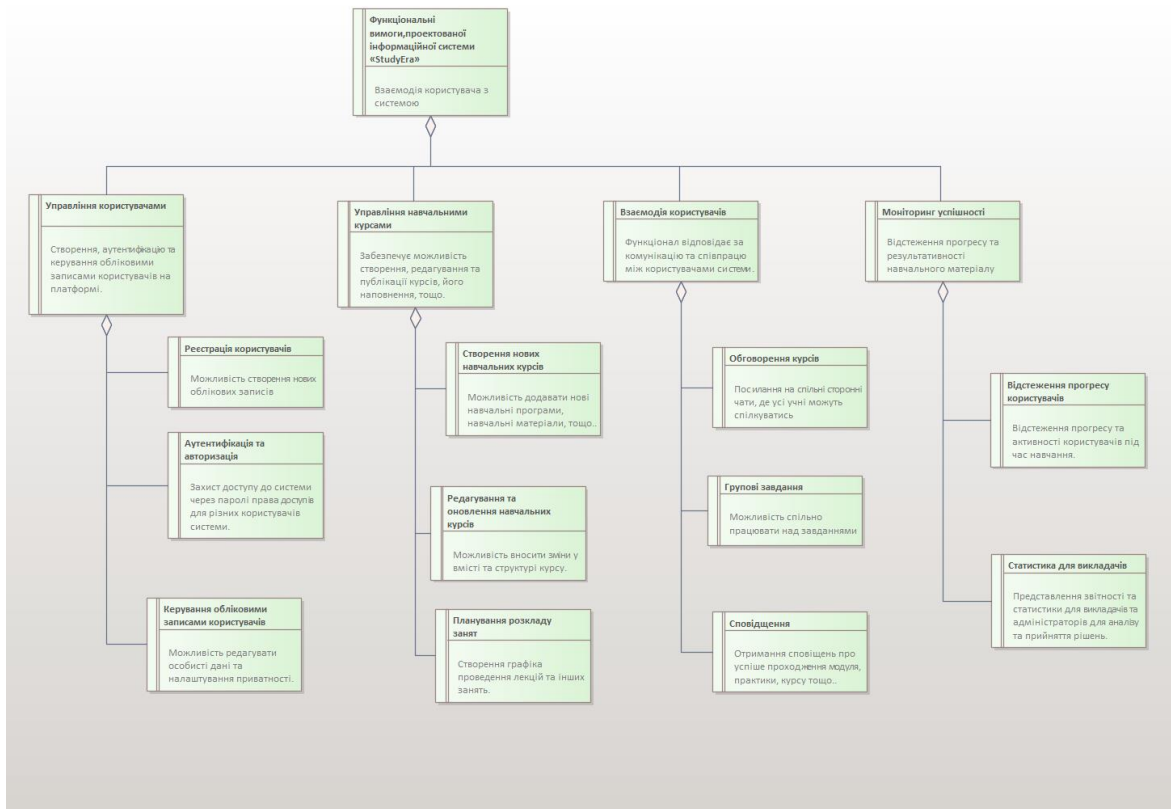 Функціональні
вимоги,проектованої
інформаційної системи
«StudyEra»
Взаємодія користувача з
системою
Управління користувачами
Створення, аутентифікацію та
керування обліковими
записами користувачів на
платформі.
Управління навчальними
курсами
Забезпечує можливість
створення, редагування та
публікації курсів, його
наповнення, тощо.
Взаємодія користувачів
Функціонал відповідає за
комунікацію та співпрацю
між користувачами системи.
Моніторинг успішності
Відстеження прогресу та
результативності
навчального матеріалу
Реєстрація користувачів
Можливість створення нових
облікових записів
Аутентифікація та
авторизація
Захист доступу до системи
через паролі права доступів
для різних користувачів
системи.
Керування обліковими
записами користувачів
Можливість редагувати
особисті дані та
налаштування приватності.
Створення нових
навчальних курсів
Можливість додавати нові
навчальні програми,
навчальні матеріали, тощо..
Редагування та
оновлення навчальних
курсів
Можливість вносити зміни у
вмісті та структурі курсу.
Планування розкладу
занят
Створення графіка
проведення лекцій та інших
занять.
Обговорення курсів
Посилання на спільні сторонні
чати, де усі учні можуть
спілкуватись
Групові завдання
Можливість спільно
працювати над завданнями
Сповідщення
Отримання сповіщень про
успіше проходження модуля,
практики, курсу тощо..
Відстеження прогресу
користувачів
Відстеження прогресу та
активності користувачів під
час навчання.
Статистика для викладачів
Представлення звітності та
статистики для викладачів та
адміністраторів для аналізу
та прийняття рішень.